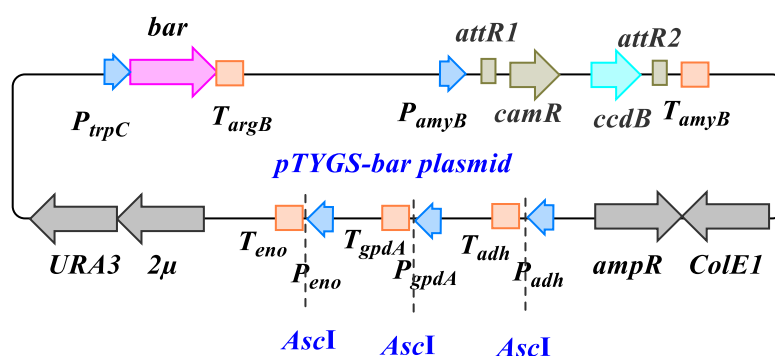 bar
attR1
attR2
PtrpC
TargB
PamyB
camR
ccdB
TamyB
pTYGS-bar plasmid
URA3
2μ
Teno
Peno
TgpdA
PgpdA
Tadh
Padh
ampR
ColE1
AscI
AscI
AscI